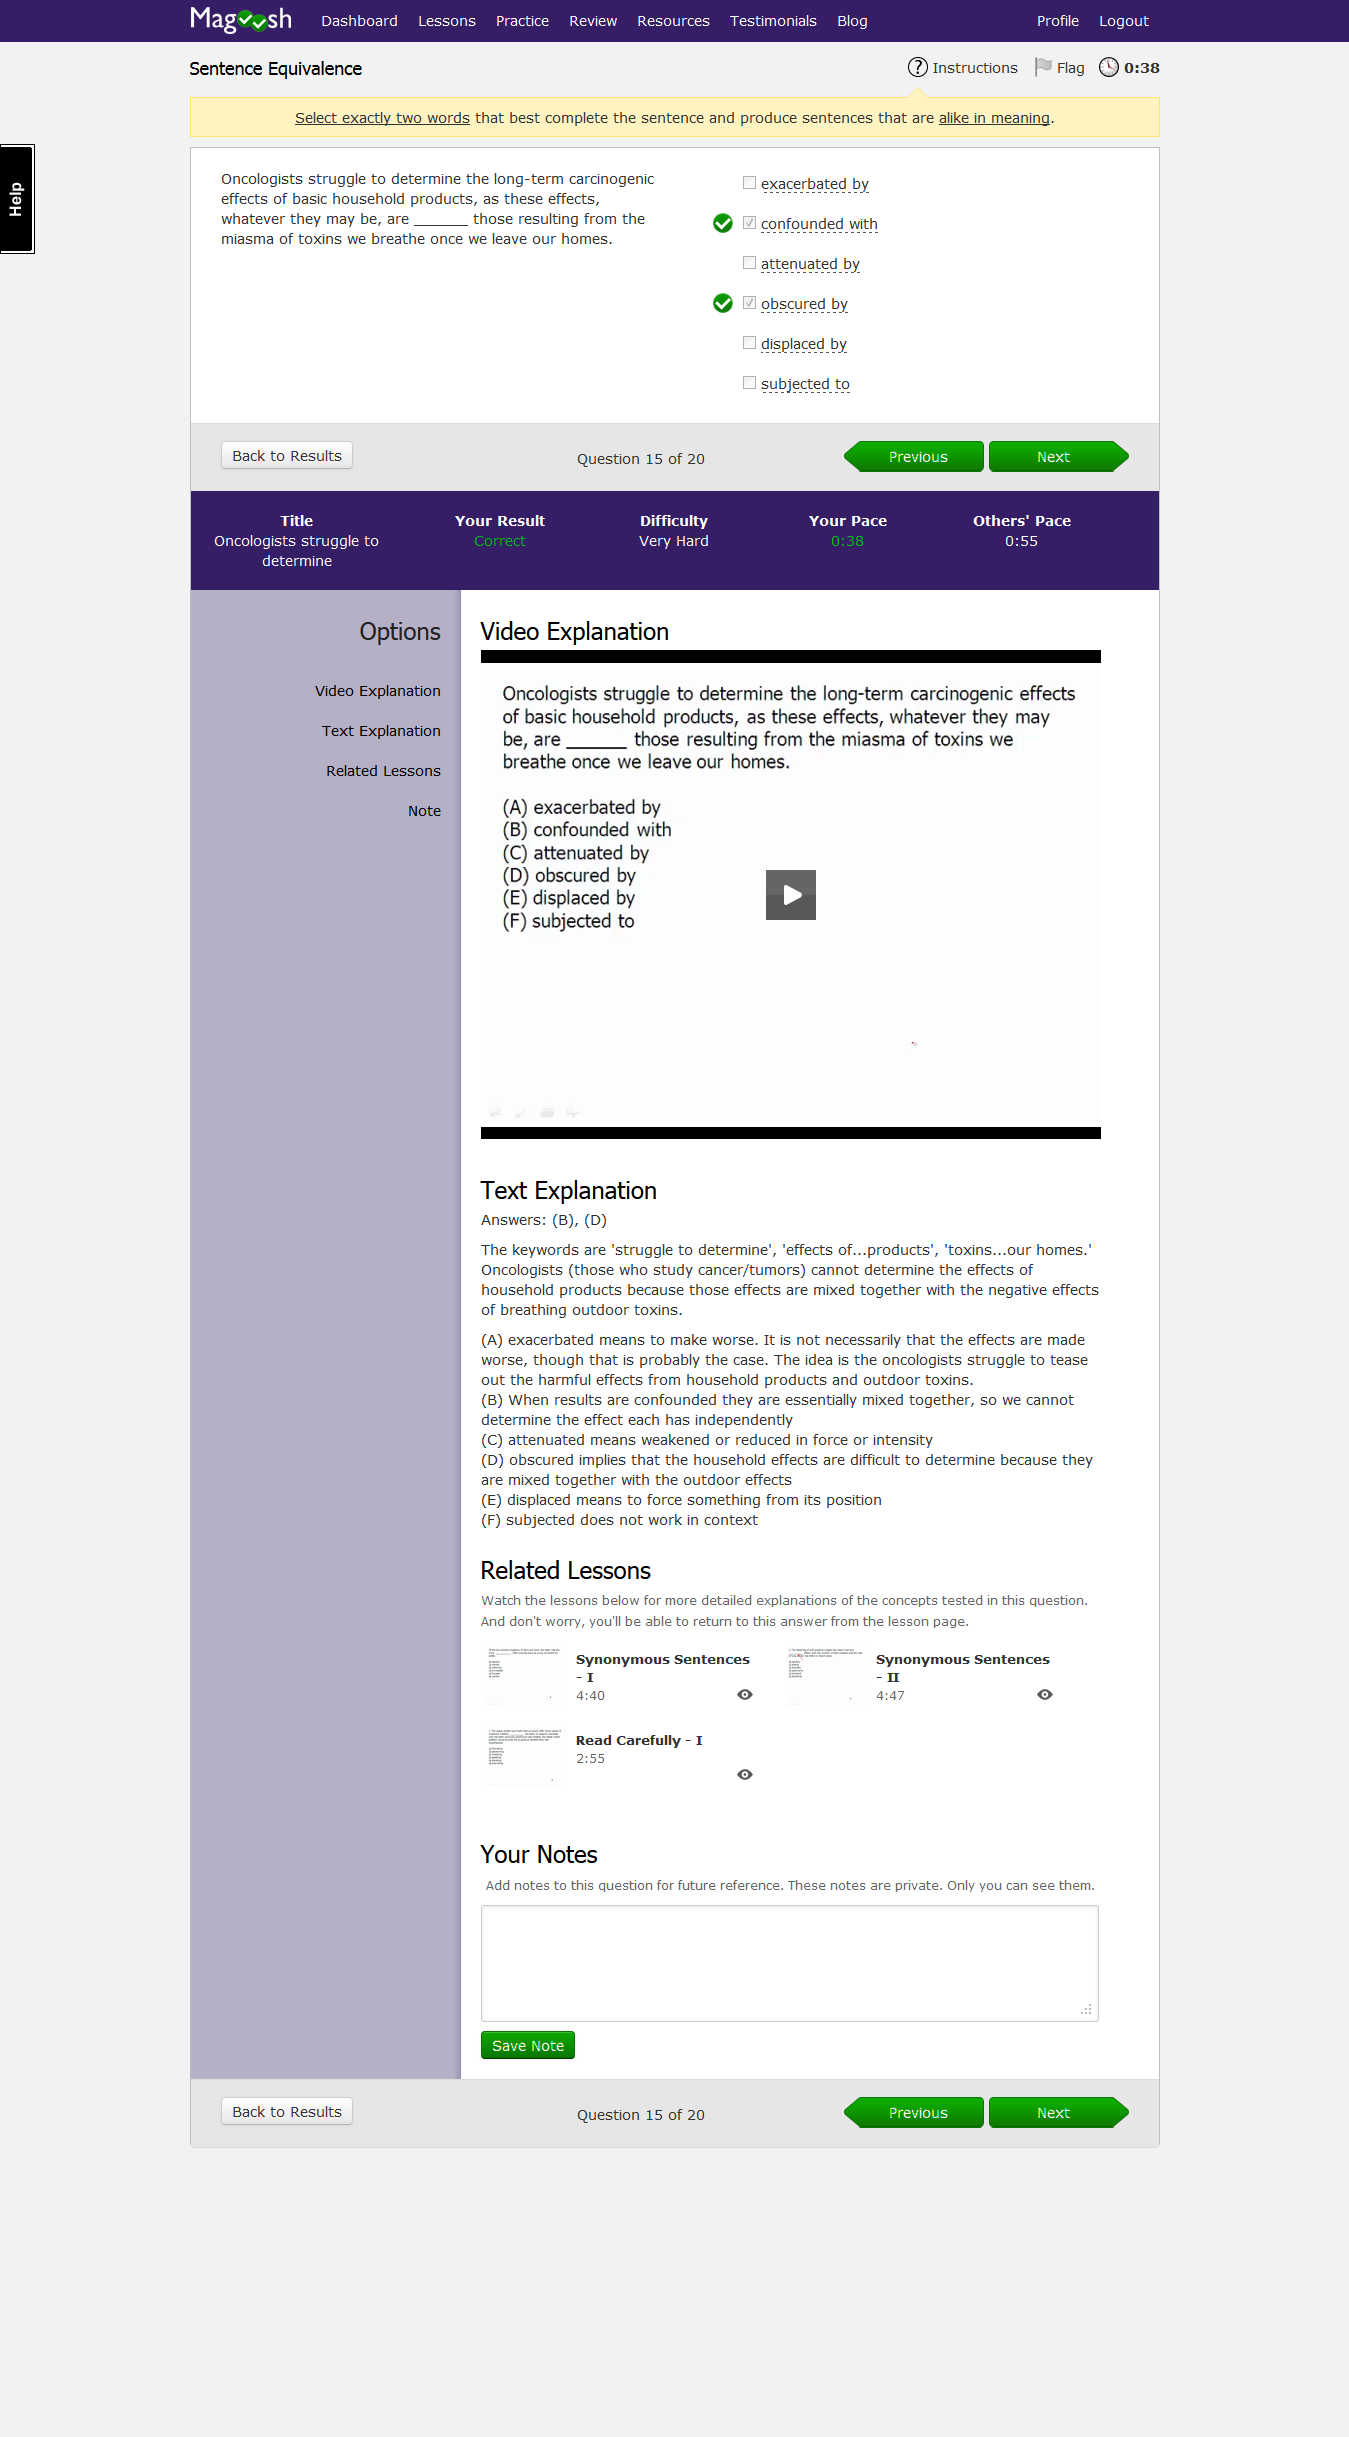 Magoosh Dashboard Lessons Practice Review Resources Testimonials Blog Profile Logout
Sentence Equivalence
Instructions Flag 0:38
Select exactly two words that best complete the sentence and produce sentences that are alike in meaning.
Help
Oncologists struggle to determine the long-term carcinogenic
effects of basic household products, as these effects,
whatever they may be, are ______ those resulting from the
miasma of toxins we breathe once we leave our homes.
exacerbated by
confounded with
attenuated by
obscured by
displaced by
subjected to
Back to Results Question 15 of 20 Previous Next
Title Your Result Difficulty Your Pace Others' Pace
Oncologists struggle to Correct Very Hard 0:38 0:55
determine
Options
Video Explanation
Text Explanation
Related Lessons
Note
Video Explanation
Oncologists struggle to determine the long-term carcinogenic effects
of basic household products, as these effects, whatever they may
be, are ______ those resulting from the miasma of toxins we
breathe once we leave our homes.
(A) exacerbated by
(B) confounded with
(C) attenuated by
(D) obscured by
(E) displaced by
(F) subjected to
Text Explanation
Answers: (B), (D)
The keywords are 'struggle to determine', 'effects of...products', 'toxins...our homes.'
Oncologists (those who study cancer/tumors) cannot determine the effects of
household products because those effects are mixed together with the negative effects
of breathing outdoor toxins.
(A) exacerbated means to make worse. It is not necessarily that the effects are made
worse, though that is probably the case. The idea is the oncologists struggle to tease
out the harmful effects from household products and outdoor toxins.
(B) When results are confounded they are essentially mixed together, so we cannot
determine the effect each has independently
(C) attenuated means weakened or reduced in force or intensity
(D) obscured implies that the household effects are difficult to determine because they
are mixed together with the outdoor effects
(E) displaced means to force something from its position
(F) subjected does not work in context
Related Lessons
Watch the lessons below for more detailed explanations of the concepts tested in this question.
And don't worry, you'll be able to return to this answer from the lesson page.
Synonymous Sentences
- I
4:40
Synonymous Sentences
- II
4:47
Read Carefully - I
2:55
Your Notes
Add notes to this question for future reference. These notes are private. Only you can see them.
Save Note
Back to Results Question 15 of 20 Previous Next